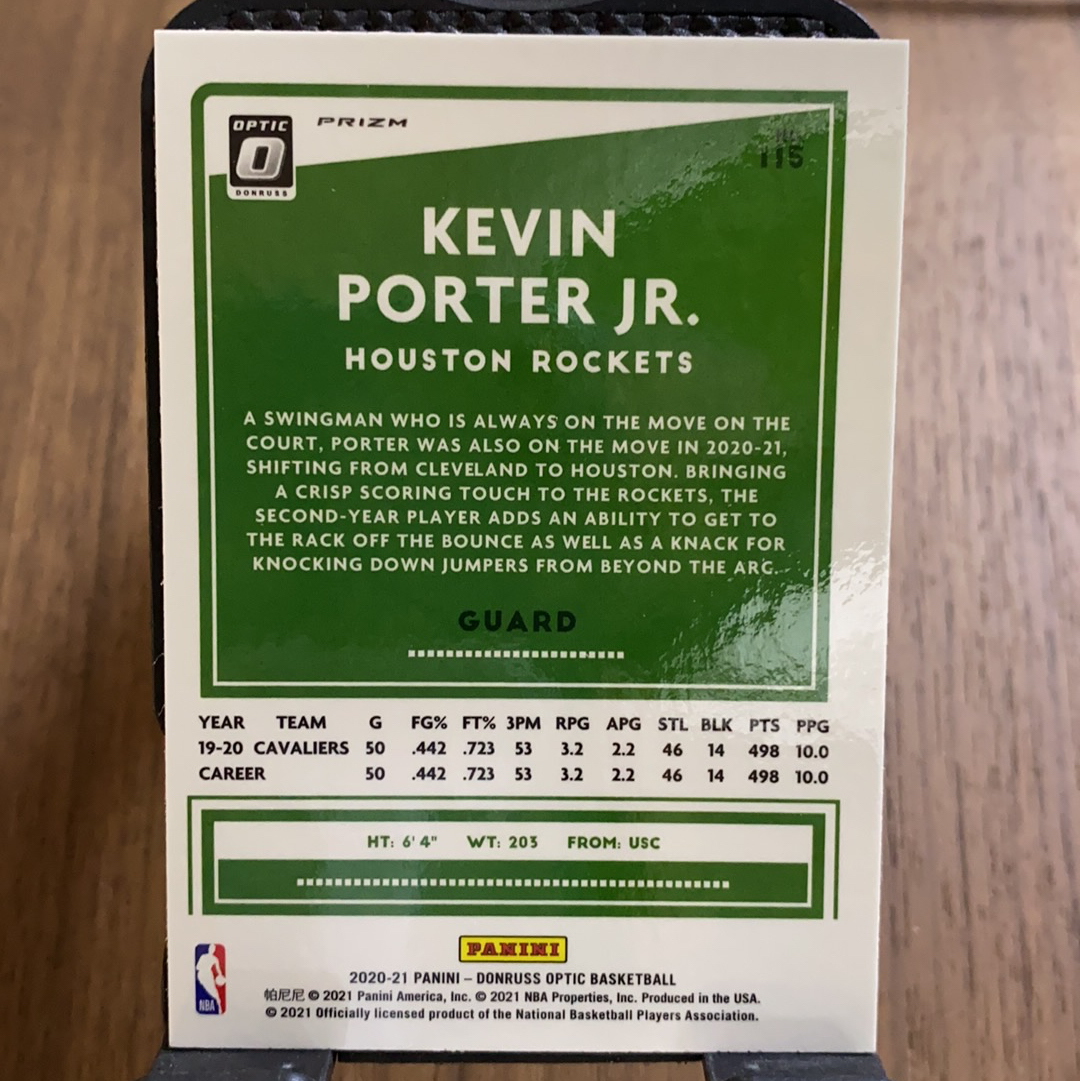 OPTIC
DONRUSS
PRIZM
NO.
115
KEVIN
PORTER JR.
HOUSTON ROCKETS
A SWINGMAN WHO IS ALWAYS ON THE MOVE ON THE
COURT, PORTER WAS ALSO ON THE MOVE IN 2020-21,
SHIFTING FROM CLEVELAND TO HOUSTON. BRINGING
A CRISP SCORING TOUCH TO THE ROCKETS, THE
SECOND-YEAR PLAYER ADDS AN ABILITY TO GET TO
THE RACK OFF THE BOUNCE AS WELL AS A KNACK FOR
KNOCKING DOWN JUMPERS FROM BEYOND THE ARC.
GUARD
YEAR TEAM G FG% FT% 3PM RPG APG STL BLK PTS PPG
19-20 CAVALIERS 50 .442 .723 53 3.2 2.2 46 14 498 10.0
CAREER 50 .442 .723 53 3.2 2.2 46 14 498 10.0
HT: 6' 4" WT: 203 FROM: USC
PANINI
NBA
2020-21 PANINI – DONRUSS OPTIC BASKETBALL
帕尼尼 © 2021 Panini America, Inc. © 2021 NBA Properties, Inc. Produced in the USA.
© 2021 Officially licensed product of the National Basketball Players Association.